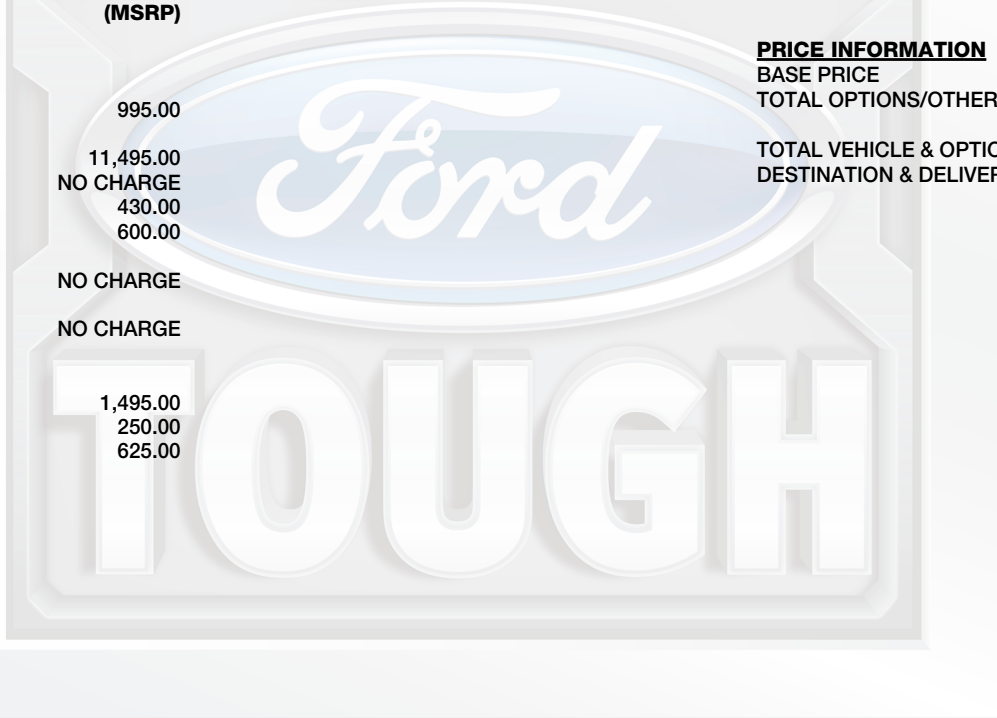 (MSRP)
995.00
11,495.00
NO CHARGE
430.00
600.00
NO CHARGE
NO CHARGE
1,495.00
250.00
625.00
PRICE INFORMATION
BASE PRICE
TOTAL OPTIONS/OTHER
TOTAL VEHICLE & OPTIO
DESTINATION & DELIVER
Ford
TOUGH